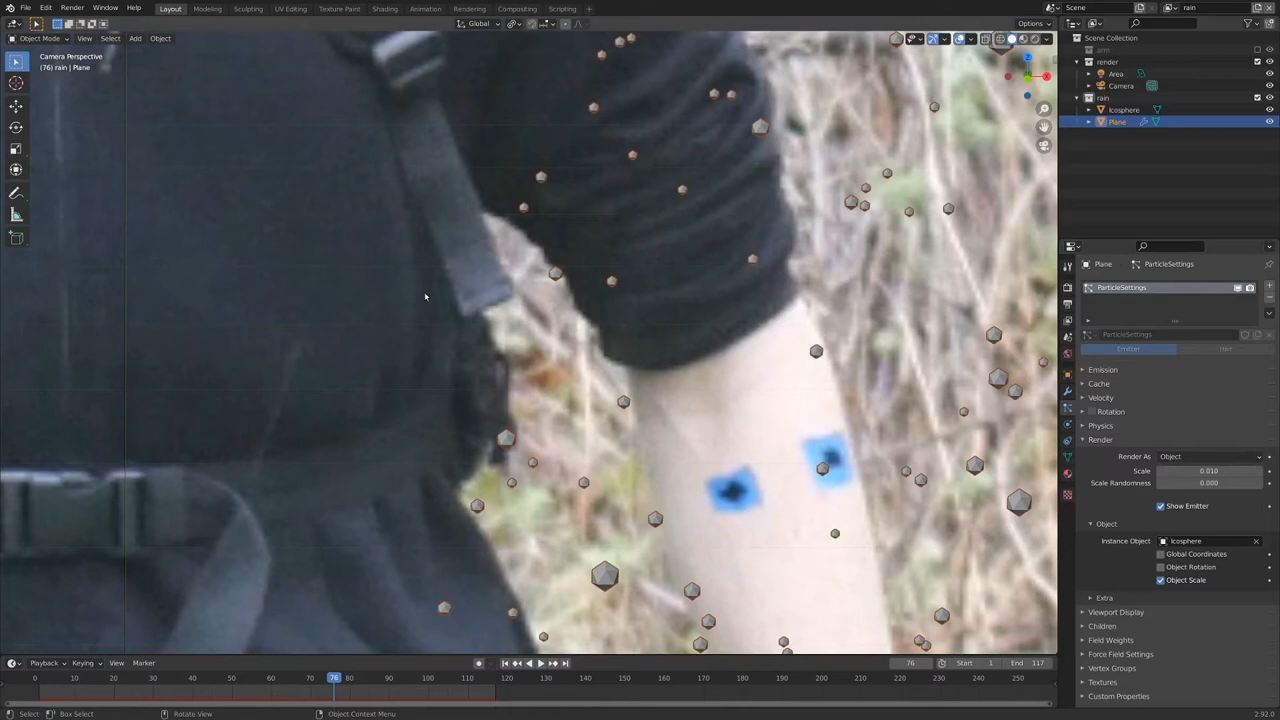 File Edit Render Window Help Layout Modeling Sculpting UV Editing Texture Paint Shading Animation Rendering Compositing Scripting Scene rain
Object Mode View Select Add Object Global Options
Camera Perspective
(76) rain | Plane
Scene Collection
arm
render
Area
Camera
rain
Icosphere
Plane
Plane ParticleSettings
ParticleSettings
ParticleSettings
Emitter Hair
Emission
Cache
Velocity
Rotation
Physics
Render
Render As Object
Scale 0.010
Scale Randomness 0.000
Show Emitter
Object
Instance Object Icosphere
Global Coordinates
Object Rotation
Object Scale
Extra
Viewport Display
Children
Field Weights
Force Field Settings
Vertex Groups
Textures
Custom Properties
Playback Keying View Marker 76 Start 1 End 117
10 20 30 40 50 60 70 76 80 90 100 110 120 130 140 150 160 170 180 190 200 210 220 230 240 250
Select Box Select Rotate View Object Context Menu 2.92.0